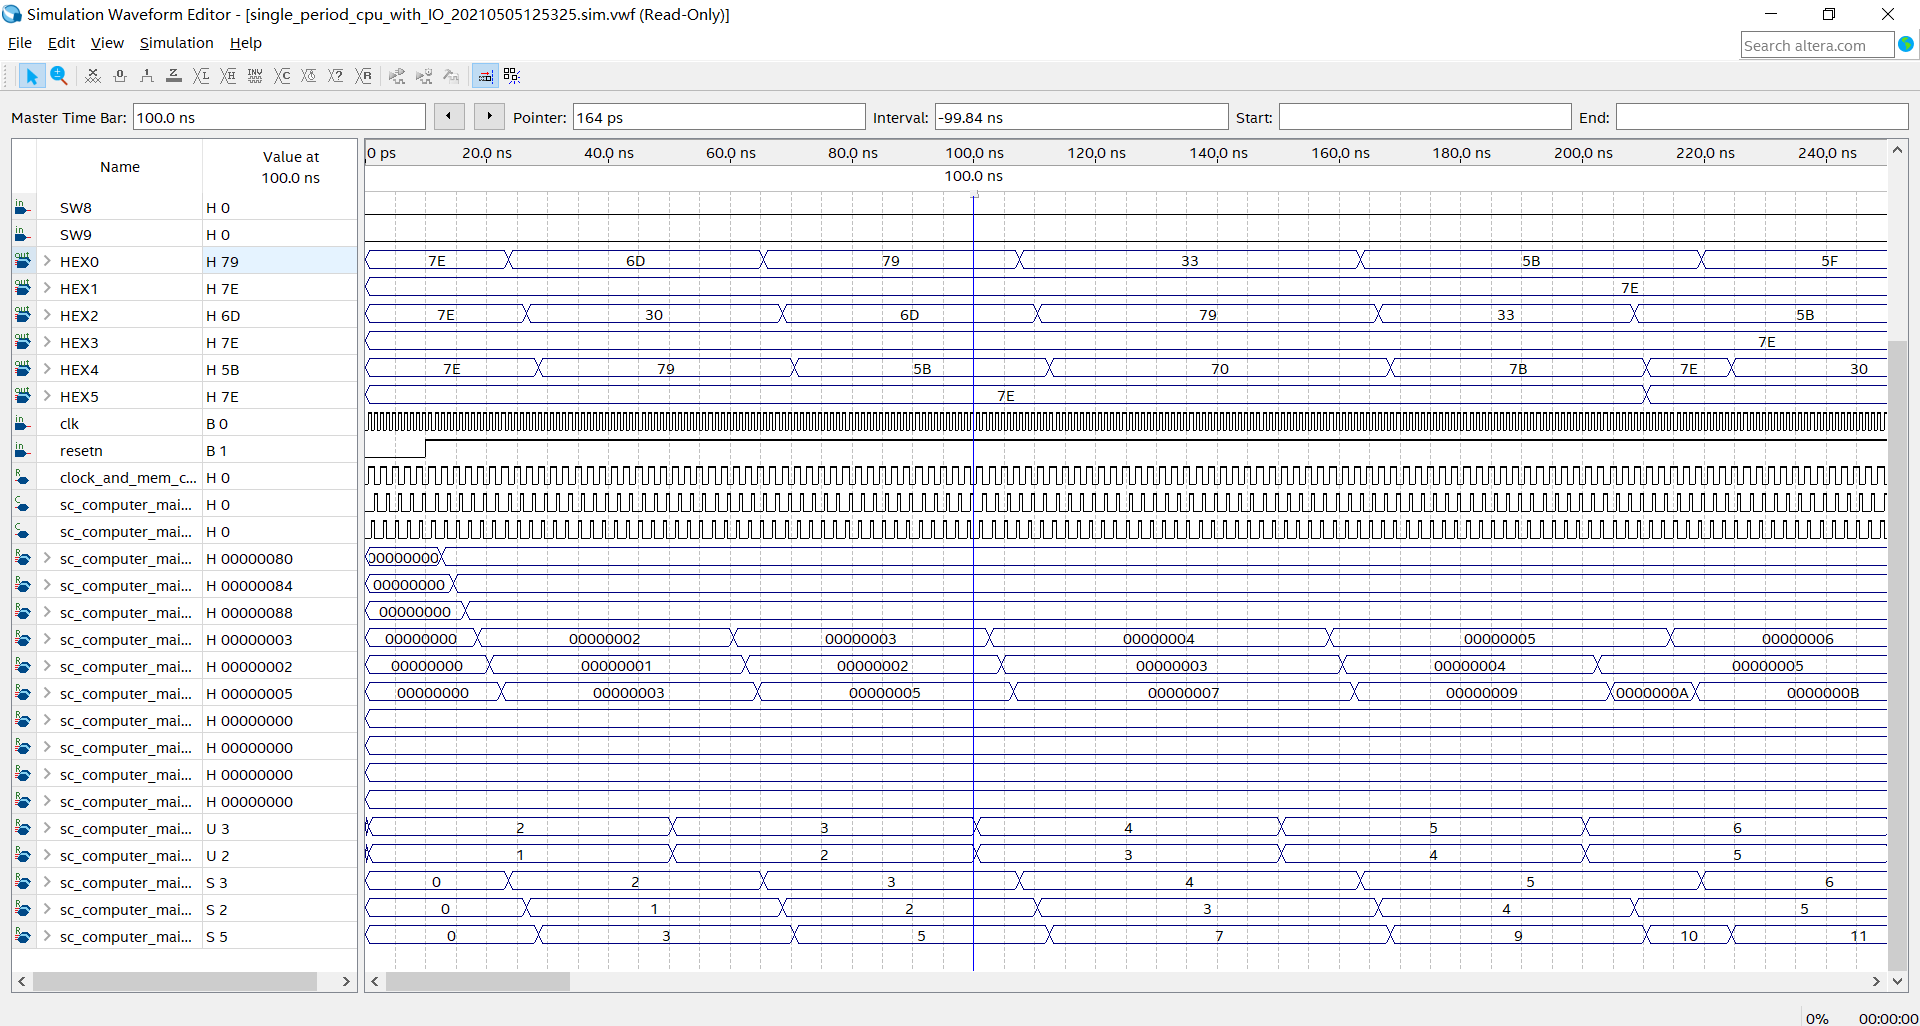 Simulation Waveform Editor - [single_period_cpu_with_IO_20210505125325.sim.vwf (Read-Only)]
File Edit View Simulation Help
Search altera.com
Master Time Bar: 100.0 ns Pointer: 164 ps Interval: -99.84 ns Start: End:
Name Value at 100.0 ns
0 ps 20.0 ns 40.0 ns 60.0 ns 80.0 ns 100.0 ns 120.0 ns 140.0 ns 160.0 ns 180.0 ns 200.0 ns 220.0 ns 240.0 ns
100.0 ns
SW8 H 0
SW9 H 0
HEX0 H 79 7E 6D 79 33 5B 5F
HEX1 H 7E 7E
HEX2 H 6D 7E 30 6D 79 33 5B
HEX3 H 7E 7E
HEX4 H 5B 7E 79 5B 70 7B 7E 30
HEX5 H 7E 7E
clk B 0
resetn B 1
clock_and_mem_c... H 0
sc_computer_mai... H 0
sc_computer_mai... H 0
sc_computer_mai... H 00000080 00000000
sc_computer_mai... H 00000084 00000000
sc_computer_mai... H 00000088 00000000
sc_computer_mai... H 00000003 00000000 00000002 00000003 00000004 00000005 00000006
sc_computer_mai... H 00000002 00000000 00000001 00000002 00000003 00000004 00000005
sc_computer_mai... H 00000005 00000000 00000003 00000005 00000007 00000009 0000000A 0000000B
sc_computer_mai... H 00000000
sc_computer_mai... H 00000000
sc_computer_mai... H 00000000
sc_computer_mai... H 00000000
sc_computer_mai... U 3 2 3 4 5 6
sc_computer_mai... U 2 1 2 3 4 5
sc_computer_mai... S 3 0 2 3 4 5 6
sc_computer_mai... S 2 0 1 2 3 4 5
sc_computer_mai... S 5 0 3 5 7 9 10 11
0% 00:00:00